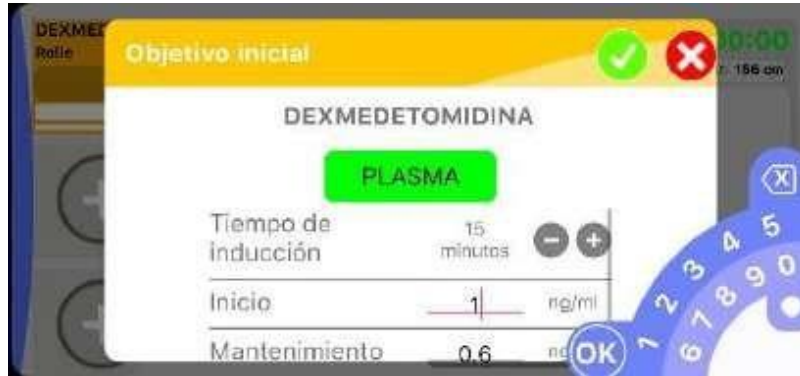 DEXMED
Rolle
Objetivo inicial
00:00
156 cm
DEXMEDETOMIDINA
PLASMA
Tiempo de inducción
15 minutos
Inicio
1
ng/ml
Mantenimiento
0.6
OK
1 2 3 4 5
6 7 8 9 0